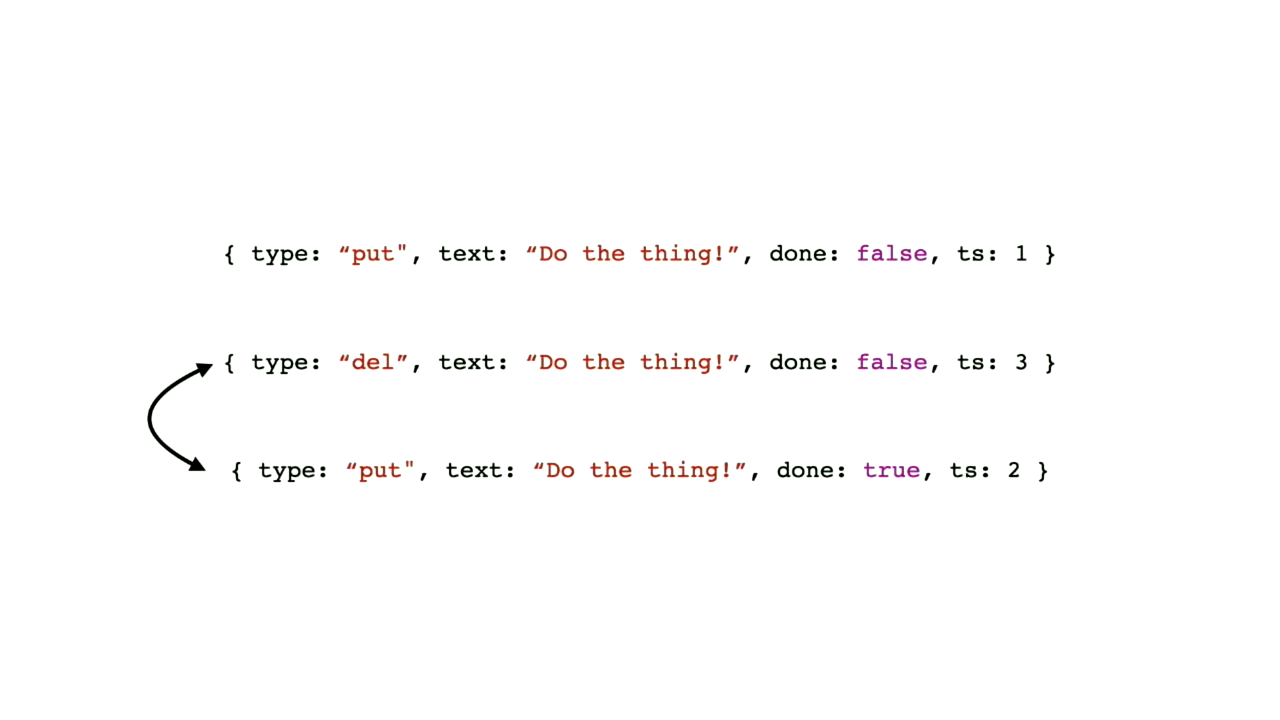 { type: “put", text: “Do the thing!”, done: false, ts: 1 }
{ type: “del”, text: “Do the thing!”, done: false, ts: 3 }
{ type: “put", text: “Do the thing!”, done: true, ts: 2 }